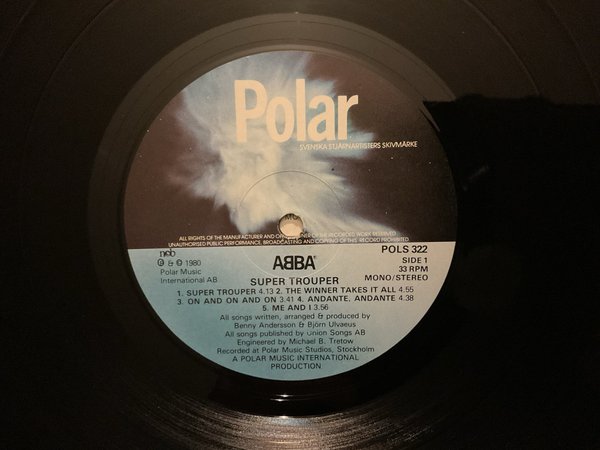 Polar
SVENSKA STJÄRNARTISTERS SKIVMÄRKE
ALL RIGHTS OF THE MANUFACTURER AND OF THE OWNER OF THE RECORDED WORK RESERVED
UNAUTHORISED PUBLIC PERFORMANCE, BROADCASTING AND COPYING OF THIS RECORD PROHIBITED
ncb
℗ & © 1980
Polar Music
International AB
ABBA
POLS 322
SIDE 1
33 RPM
MONO/STEREO
SUPER TROUPER
1. SUPER TROUPER 4.13 2. THE WINNER TAKES IT ALL 4.55
3. ON AND ON AND ON 3.41 4. ANDANTE, ANDANTE 4.38
5. ME AND I 3.56
All songs written, arranged & produced by
Benny Andersson & Björn Ulvaeus
All songs published by Union Songs AB
Engineered by Michael B. Tretow
Recorded at Polar Music Studios, Stockholm
A POLAR MUSIC INTERNATIONAL
PRODUCTION